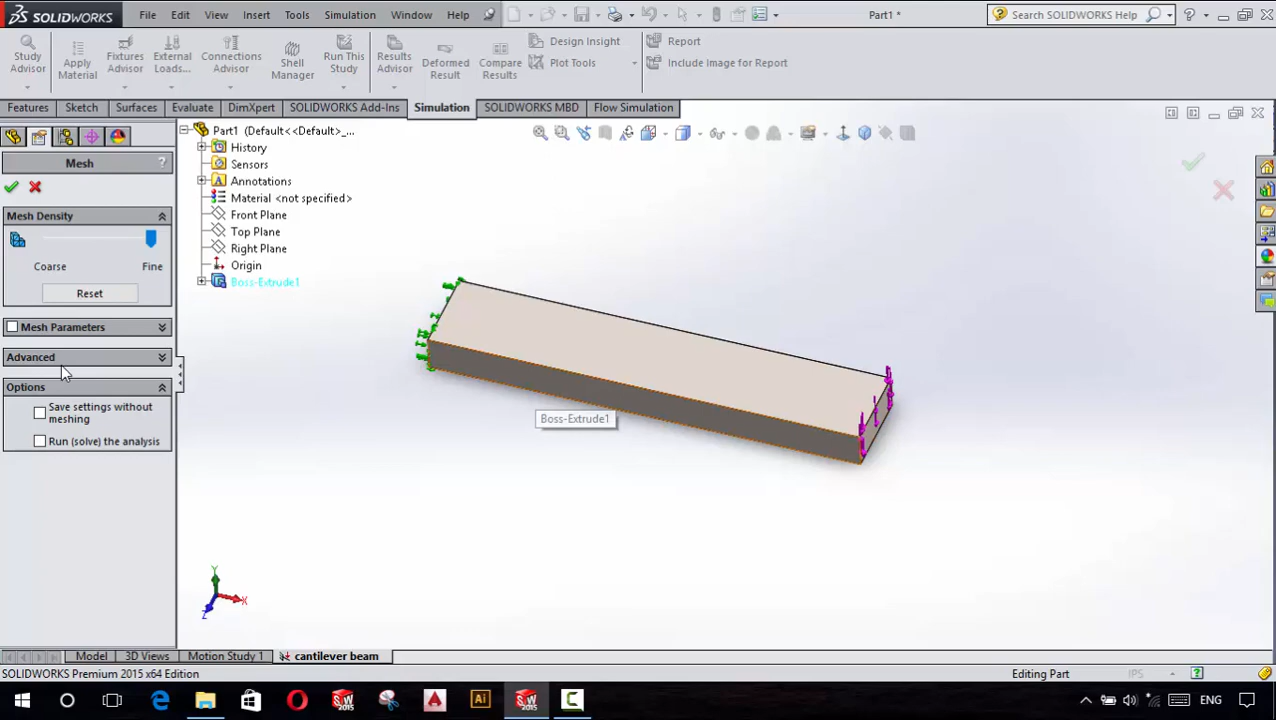 SOLIDWORKS File Edit View Insert Tools Simulation Window Help Part1 * Search SOLIDWORKS Help
Study Advisor
Apply Material
Fixtures Advisor
External Loads...
Connections Advisor
Shell Manager
Run This Study
Results Advisor
Deformed Result
Compare Results
Design Insight
Plot Tools
Report
Include Image for Report
Features Sketch Surfaces Evaluate DimXpert SOLIDWORKS Add-Ins Simulation SOLIDWORKS MBD Flow Simulation
Mesh ?
Mesh Density
Coarse Fine
Reset
Mesh Parameters
Advanced
Options
Save settings without
meshing
Run (solve) the analysis
Part1 (Default<<Default>_...
History
Sensors
Annotations
Material <not specified>
Front Plane
Top Plane
Right Plane
Origin
Boss-Extrude1
Boss-Extrude1
Y
X
Z
Model 3D Views Motion Study 1 cantilever beam
SOLIDWORKS Premium 2015 x64 Edition Editing Part IPS
ENG